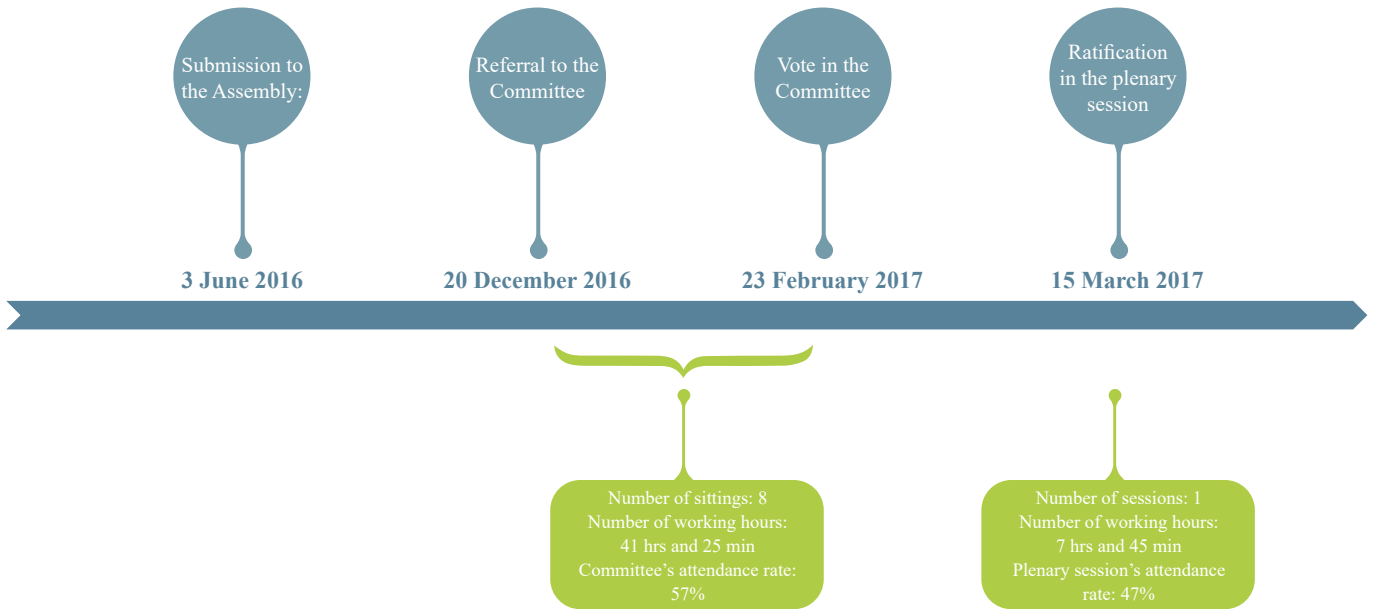 Submission to
the Assembly:
Referral to the
Committee
Vote in the
Committee
Ratification
in the plenary
session
3 June 2016
20 December 2016
23 February 2017
15 March 2017
Number of sittings: 8
Number of working hours:
41 hrs and 25 min
Committee’s attendance rate:
57%
Number of sessions: 1
Number of working hours:
7 hrs and 45 min
Plenary session’s attendance
rate: 47%